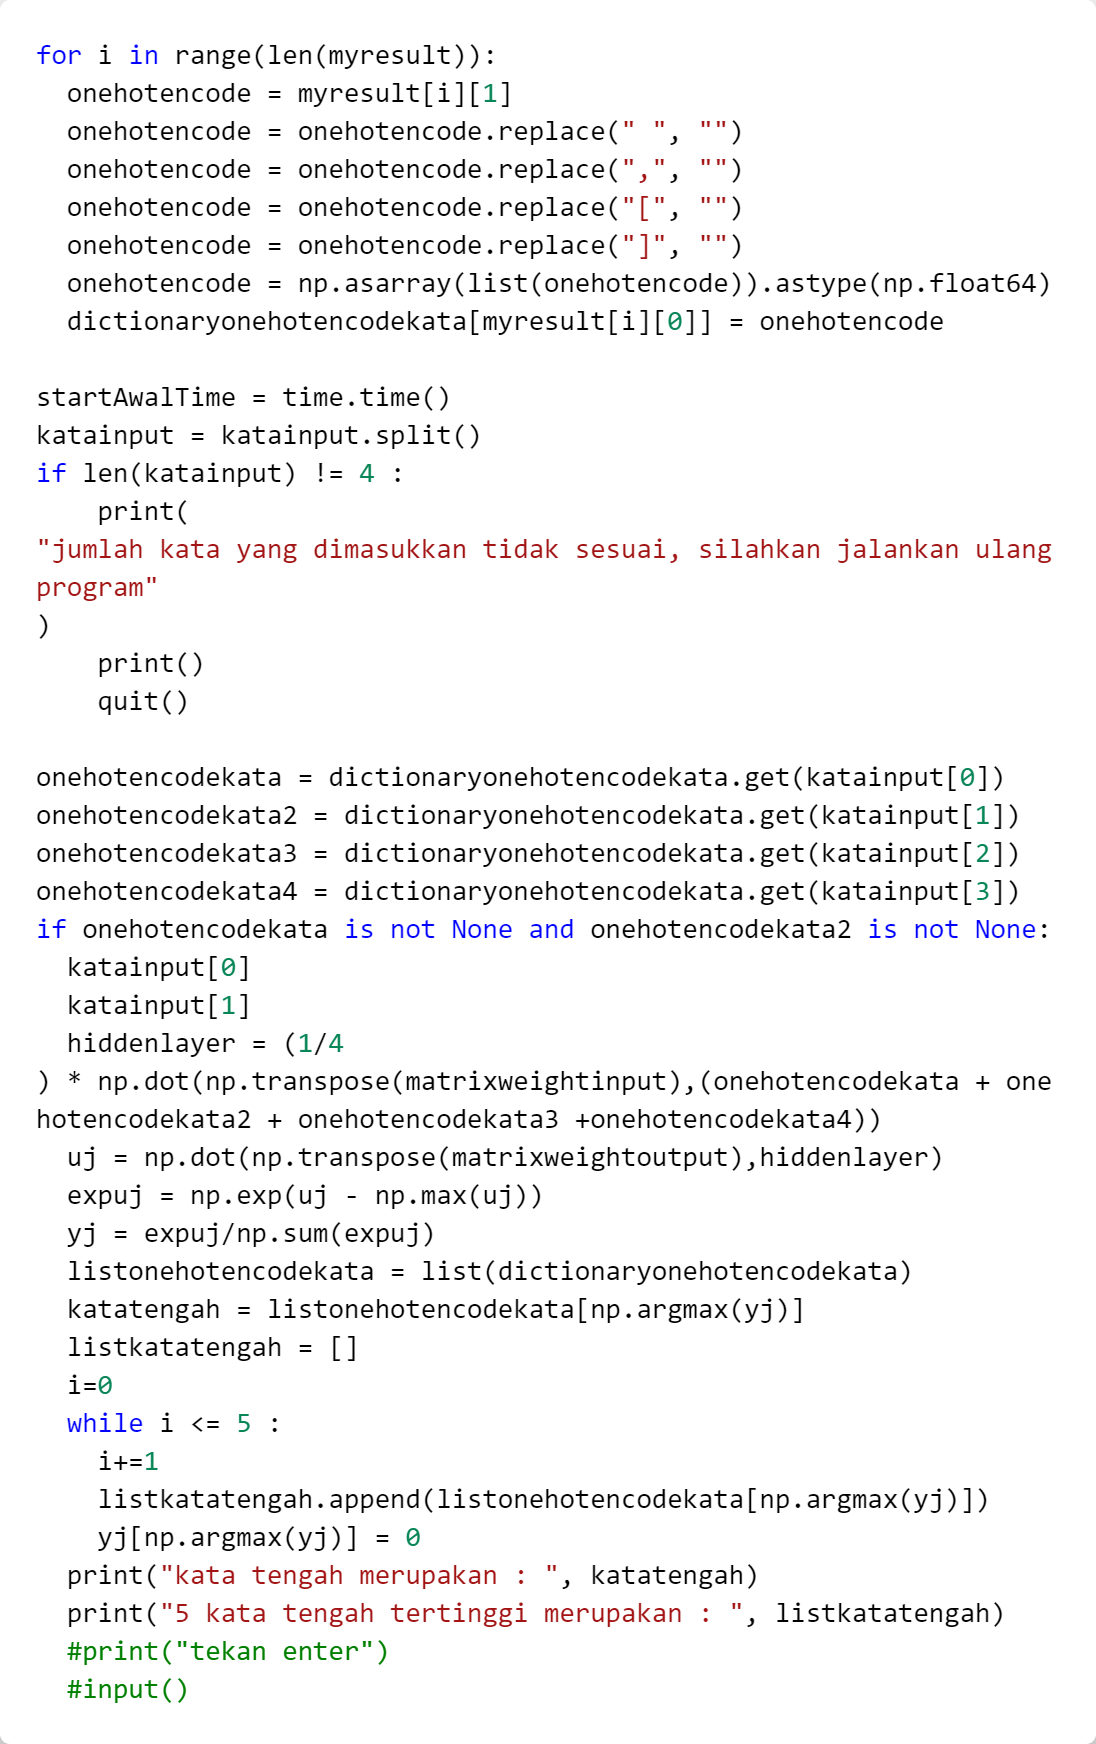 for i in range(len(myresult)):
  onehotencode = myresult[i][1]
  onehotencode = onehotencode.replace(" ", "")
  onehotencode = onehotencode.replace(",", "")
  onehotencode = onehotencode.replace("[", "")
  onehotencode = onehotencode.replace("]", "")
  onehotencode = np.asarray(list(onehotencode)).astype(np.float64)
  dictionaryonehotencodekata[myresult[i][0]] = onehotencode

startAwalTime = time.time()
katainput = katainput.split()
if len(katainput) != 4 :
    print(
"jumlah kata yang dimasukkan tidak sesuai, silahkan jalankan ulang
program"
)
    print()
    quit()

onehotencodekata = dictionaryonehotencodekata.get(katainput[0])
onehotencodekata2 = dictionaryonehotencodekata.get(katainput[1])
onehotencodekata3 = dictionaryonehotencodekata.get(katainput[2])
onehotencodekata4 = dictionaryonehotencodekata.get(katainput[3])
if onehotencodekata is not None and onehotencodekata2 is not None:
  katainput[0]
  katainput[1]
  hiddenlayer = (1/4
) * np.dot(np.transpose(matrixweightinput),(onehotencodekata + one
hotencodekata2 + onehotencodekata3 +onehotencodekata4))
  uj = np.dot(np.transpose(matrixweightoutput),hiddenlayer)
  expuj = np.exp(uj - np.max(uj))
  yj = expuj/np.sum(expuj)
  listonehotencodekata = list(dictionaryonehotencodekata)
  katatengah = listonehotencodekata[np.argmax(yj)]
  listkatatengah = []
  i=0
  while i <= 5 :
    i+=1
    listkatatengah.append(listonehotencodekata[np.argmax(yj)])
    yj[np.argmax(yj)] = 0
  print("kata tengah merupakan : ", katatengah)
  print("5 kata tengah tertinggi merupakan : ", listkatatengah)
  #print("tekan enter")
  #input()